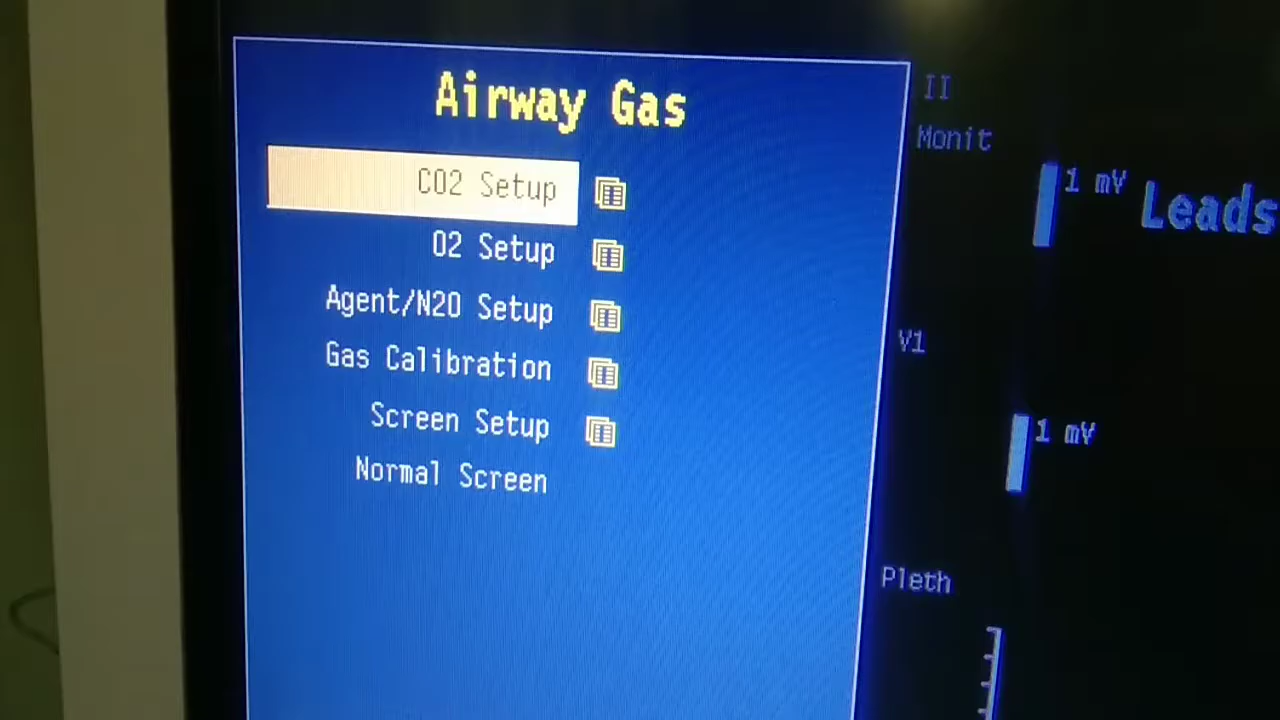 Airway Gas
CO2 Setup
O2 Setup
Agent/N2O Setup
Gas Calibration
Screen Setup
Normal Screen
II
Monit
1 mV
Leads
V1
1 mV
Pleth